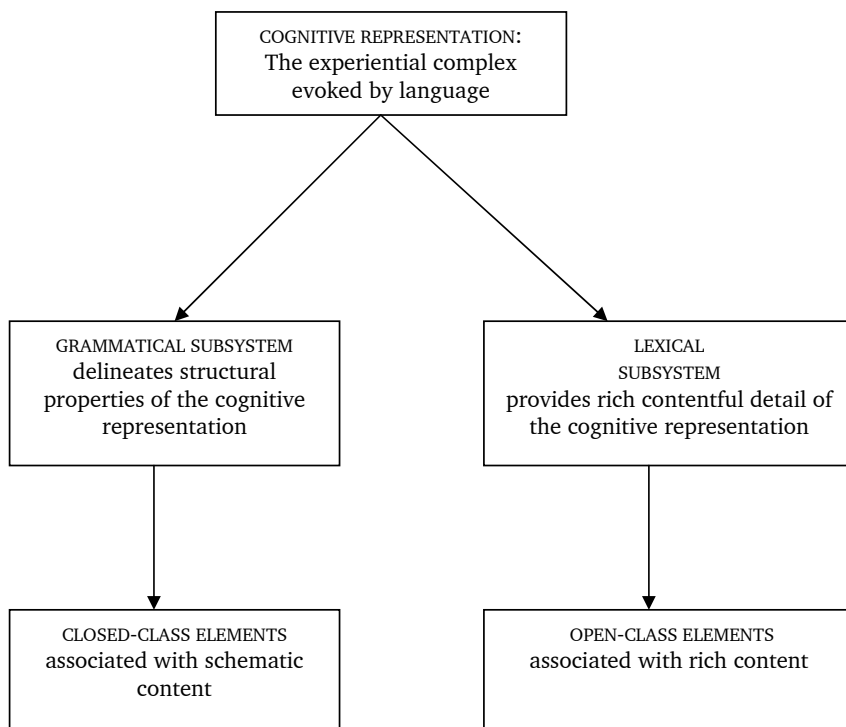 COGNITIVE REPRESENTATION:
The experiential complex
evoked by language
GRAMMATICAL SUBSYSTEM
delineates structural
properties of the cognitive
representation
LEXICAL
SUBSYSTEM
provides rich contentful detail of
the cognitive representation
CLOSED-CLASS ELEMENTS
associated with schematic
content
OPEN-CLASS ELEMENTS
associated with rich content